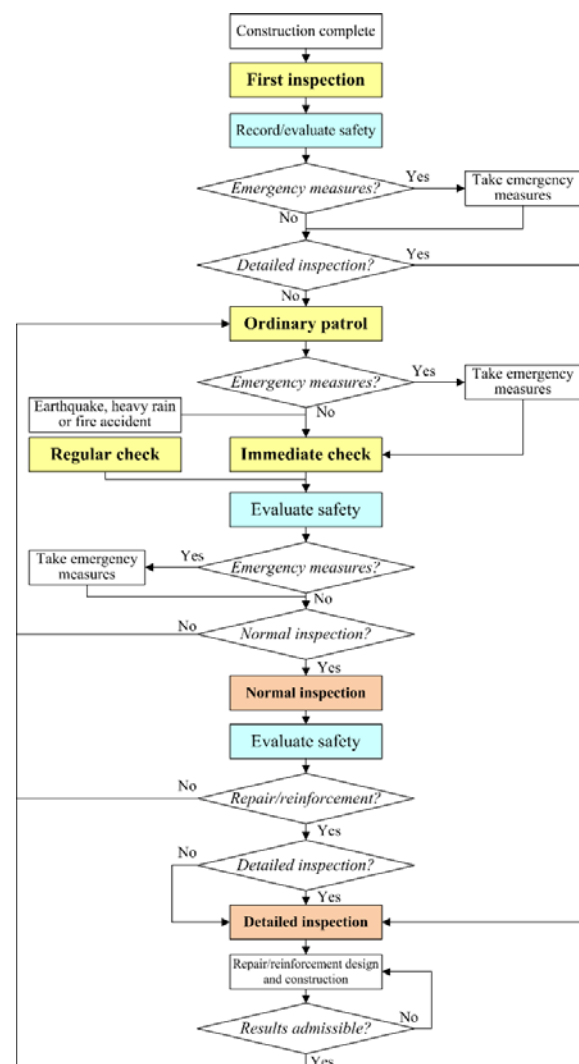 Construction complete
First inspection
Record/evaluate safety
Emergency measures?
Yes
Take emergency
measures
No
Detailed inspection?
Yes
No
Ordinary patrol
Emergency measures?
Yes
Take emergency
measures
No
Earthquake, heavy rain
or fire accident
Regular check
Immediate check
Evaluate safety
Emergency measures?
Yes
Take emergency
measures
No
Normal inspection?
No
Yes
Normal inspection
Evaluate safety
Repair/reinforcement?
No
Yes
Detailed inspection?
No
Yes
Detailed inspection
Repair/reinforcement design
and construction
Results admissible?
No
Yes